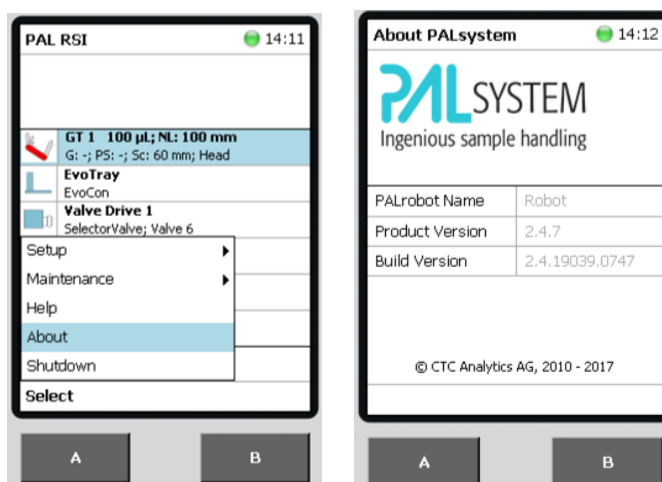 PAL RSI 14:11
GT 1 100 µL; NL: 100 mm
G: -; PS: -; Sc: 60 mm; Head
EvoTray
EvoCon
Valve Drive 1
SelectorValve; Valve 6
Setup
Maintenance
Help
About
Shutdown
Select
A B
About PALsystem 14:12
PAL SYSTEM
Ingenious sample handling
PALrobot Name Robot
Product Version 2.4.7
Build Version 2.4.19039.0747
© CTC Analytics AG, 2010 - 2017
A B